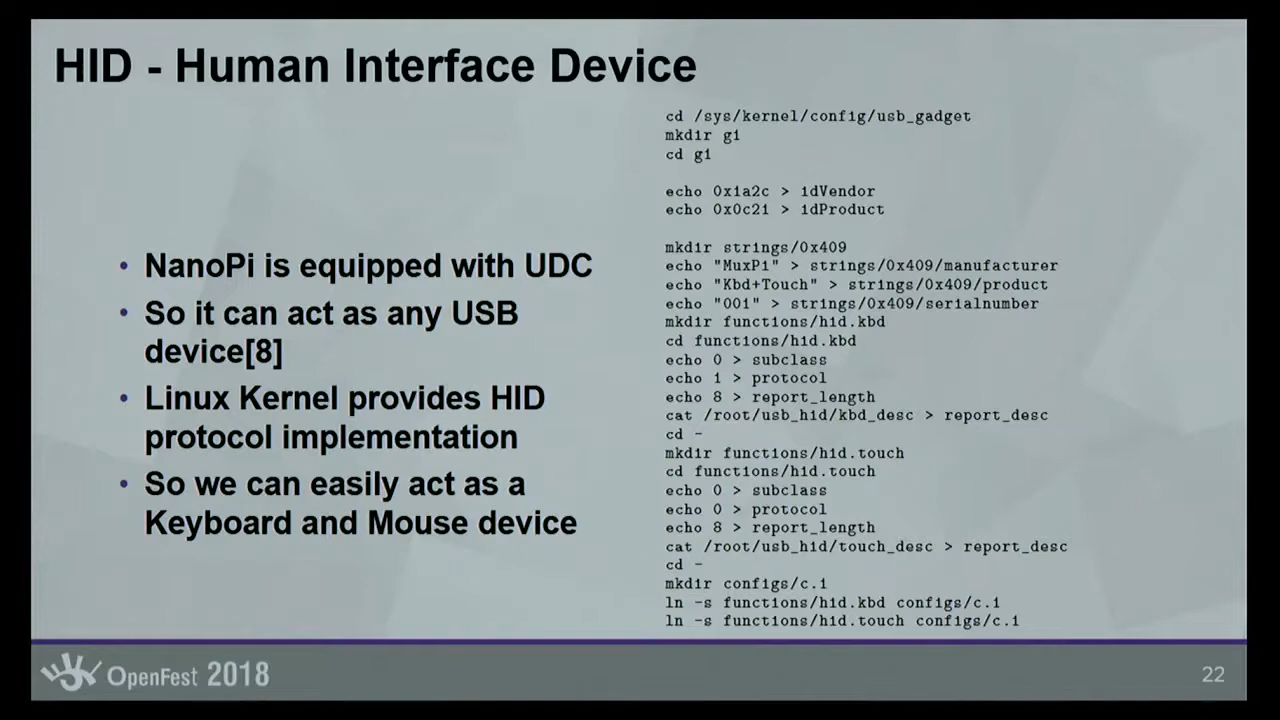 HID - Human Interface Device
• NanoPi is equipped with UDC
• So it can act as any USB
device[8]
• Linux Kernel provides HID
protocol implementation
• So we can easily act as a
Keyboard and Mouse device
cd /sys/kernel/config/usb_gadget
mkdir g1
cd g1
echo 0x1a2c > idVendor
echo 0x0c21 > idProduct
mkdir strings/0x409
echo "MuxPi" > strings/0x409/manufacturer
echo "Kbd+Touch" > strings/0x409/product
echo "001" > strings/0x409/serialnumber
mkdir functions/hid.kbd
cd functions/hid.kbd
echo 0 > subclass
echo 1 > protocol
echo 8 > report_length
cat /root/usb_hid/kbd_desc > report_desc
cd -
mkdir functions/hid.touch
cd functions/hid.touch
echo 0 > subclass
echo 0 > protocol
echo 8 > report_length
cat /root/usb_hid/touch_desc > report_desc
cd -
mkdir configs/c.1
ln -s functions/hid.kbd configs/c.1
ln -s functions/hid.touch configs/c.1
OpenFest 2018
22